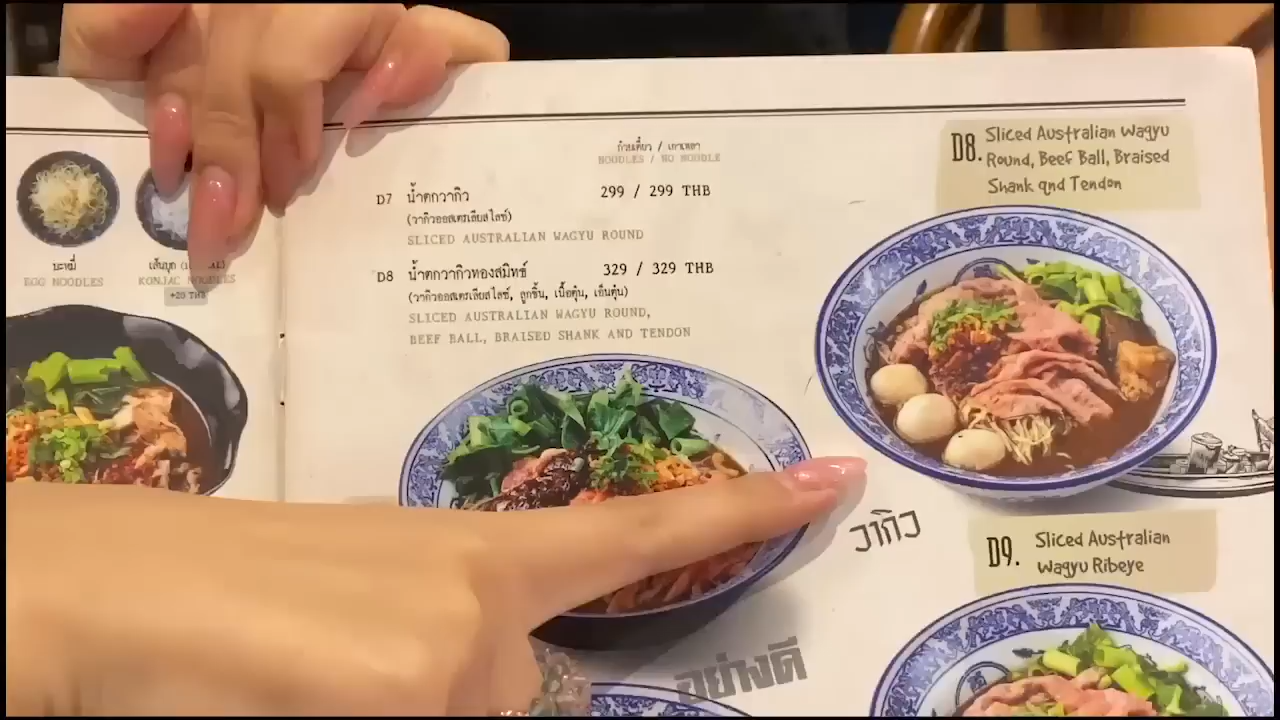 ก๋วยเตี๋ยว / เกาเหลา
NOODLES / NO NOODLE
D7 น้ำตกวากิว 299 / 299 THB
(วากิวออสเตรเลียสไลซ์)
SLICED AUSTRALIAN WAGYU ROUND
D8 น้ำตกวากิวทองสมิทธ์ 329 / 329 THB
(วากิวออสเตรเลียสไลซ์, ลูกชิ้น, เนื้อตุ๋น, เอ็นตุ๋น)
SLICED AUSTRALIAN WAGYU ROUND,
BEEF BALL, BRAISED SHANK AND TENDON
บะหมี่
EGG NOODLES
เส้นบุก
KONJAC NOODLES
+20 THB
D8. Sliced Australian Wagyu
Round, Beef Ball, Braised
Shank and Tendon
วากิว
D9. Sliced Australian
Wagyu Ribeye
อย่างดี